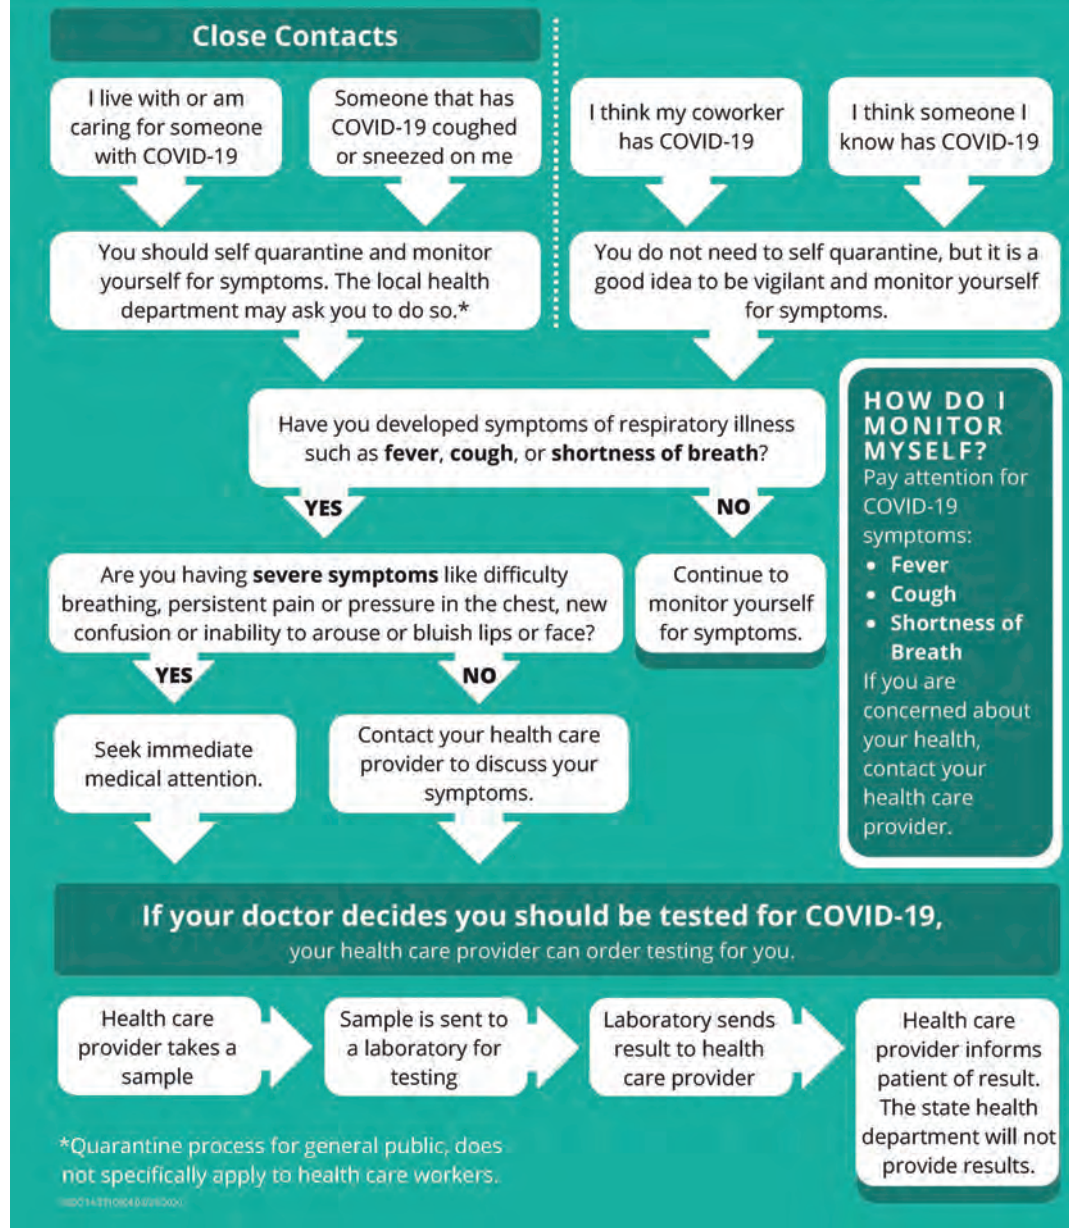 Close Contacts
I live with or am
caring for someone
with COVID-19
Someone that has
COVID-19 coughed
or sneezed on me
I think my coworker
has COVID-19
I think someone I
know has COVID-19
You should self quarantine and monitor
yourself for symptoms. The local health
department may ask you to do so.*
You do not need to self quarantine, but it is a
good idea to be vigilant and monitor yourself
for symptoms.
Have you developed symptoms of respiratory illness
such as fever, cough, or shortness of breath?
YES
NO
Are you having severe symptoms like difficulty
breathing, persistent pain or pressure in the chest, new
confusion or inability to arouse or bluish lips or face?
Continue to
monitor yourself
for symptoms.
YES
NO
Seek immediate
medical attention.
Contact your health care
provider to discuss your
symptoms.
HOW DO I
MONITOR
MYSELF?
Pay attention for
COVID-19
symptoms:
• Fever
• Cough
• Shortness of
Breath
If you are
concerned about
your health,
contact your
health care
provider.
If your doctor decides you should be tested for COVID-19,
your health care provider can order testing for you.
Health care
provider takes a
sample
Sample is sent to
a laboratory for
testing
Laboratory sends
result to health
care provider
Health care
provider informs
patient of result.
The state health
department will not
provide results.
*Quarantine process for general public, does
not specifically apply to health care workers.